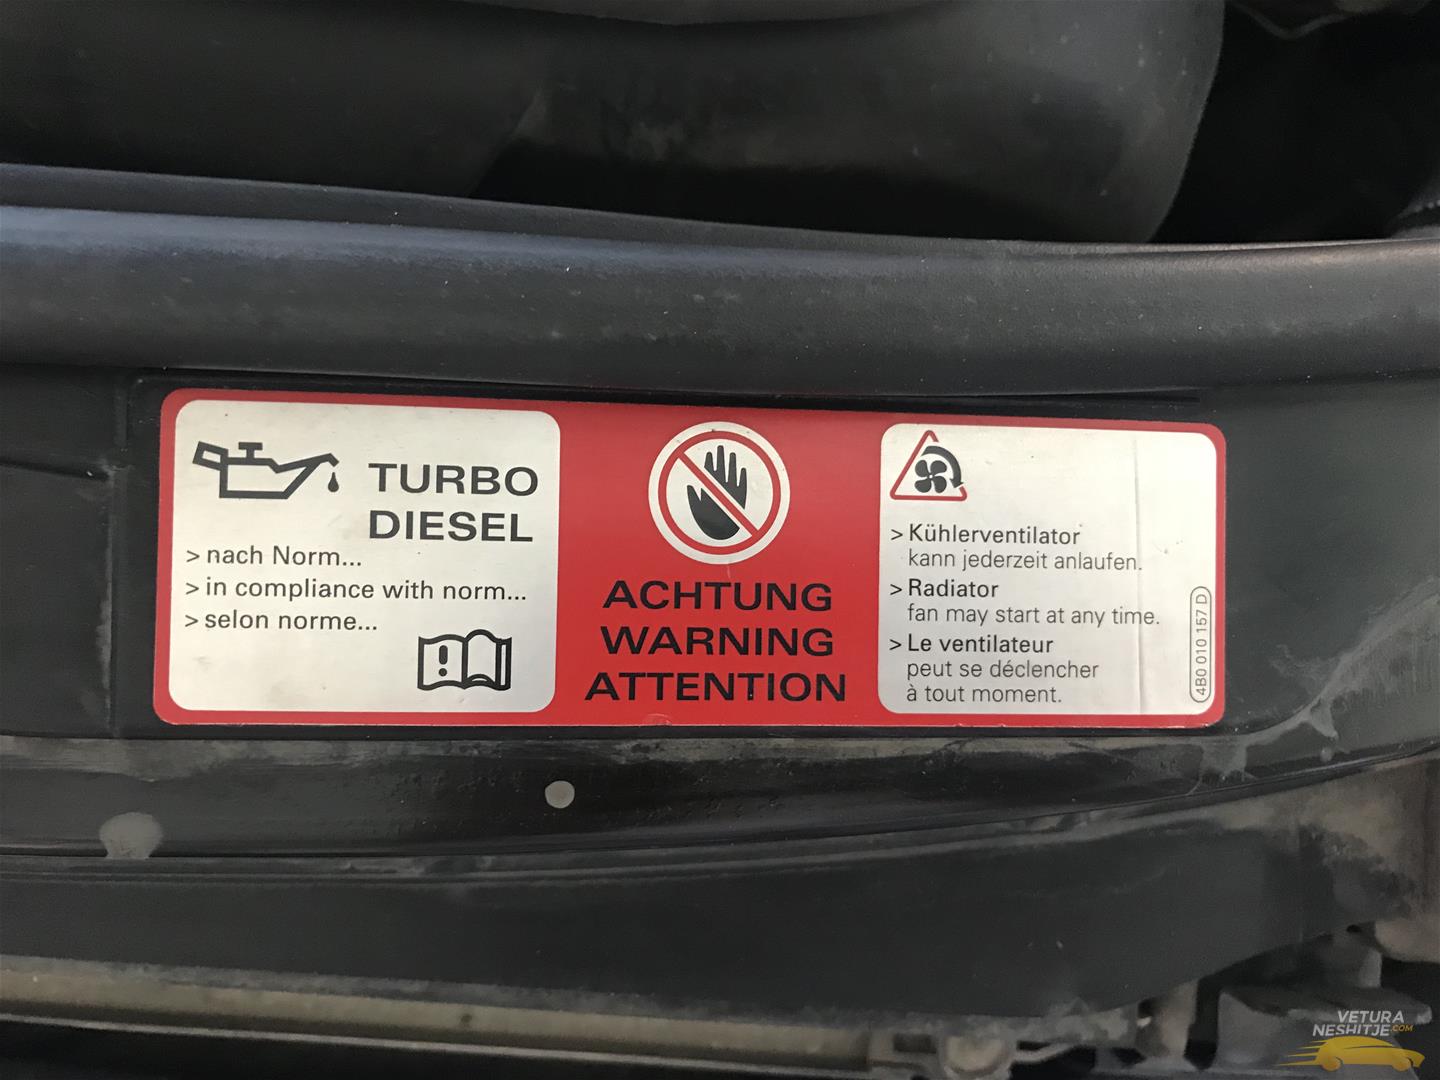 TURBO
DIESEL
> nach Norm...
> in compliance with norm...
> selon norme...
ACHTUNG
WARNING
ATTENTION
> Kühlerventilator
kann jederzeit anlaufen.
> Radiator
fan may start at any time.
> Le ventilateur
peut se déclencher
à tout moment.
4B0 010 157 D
VETURA
NESHITJE.COM